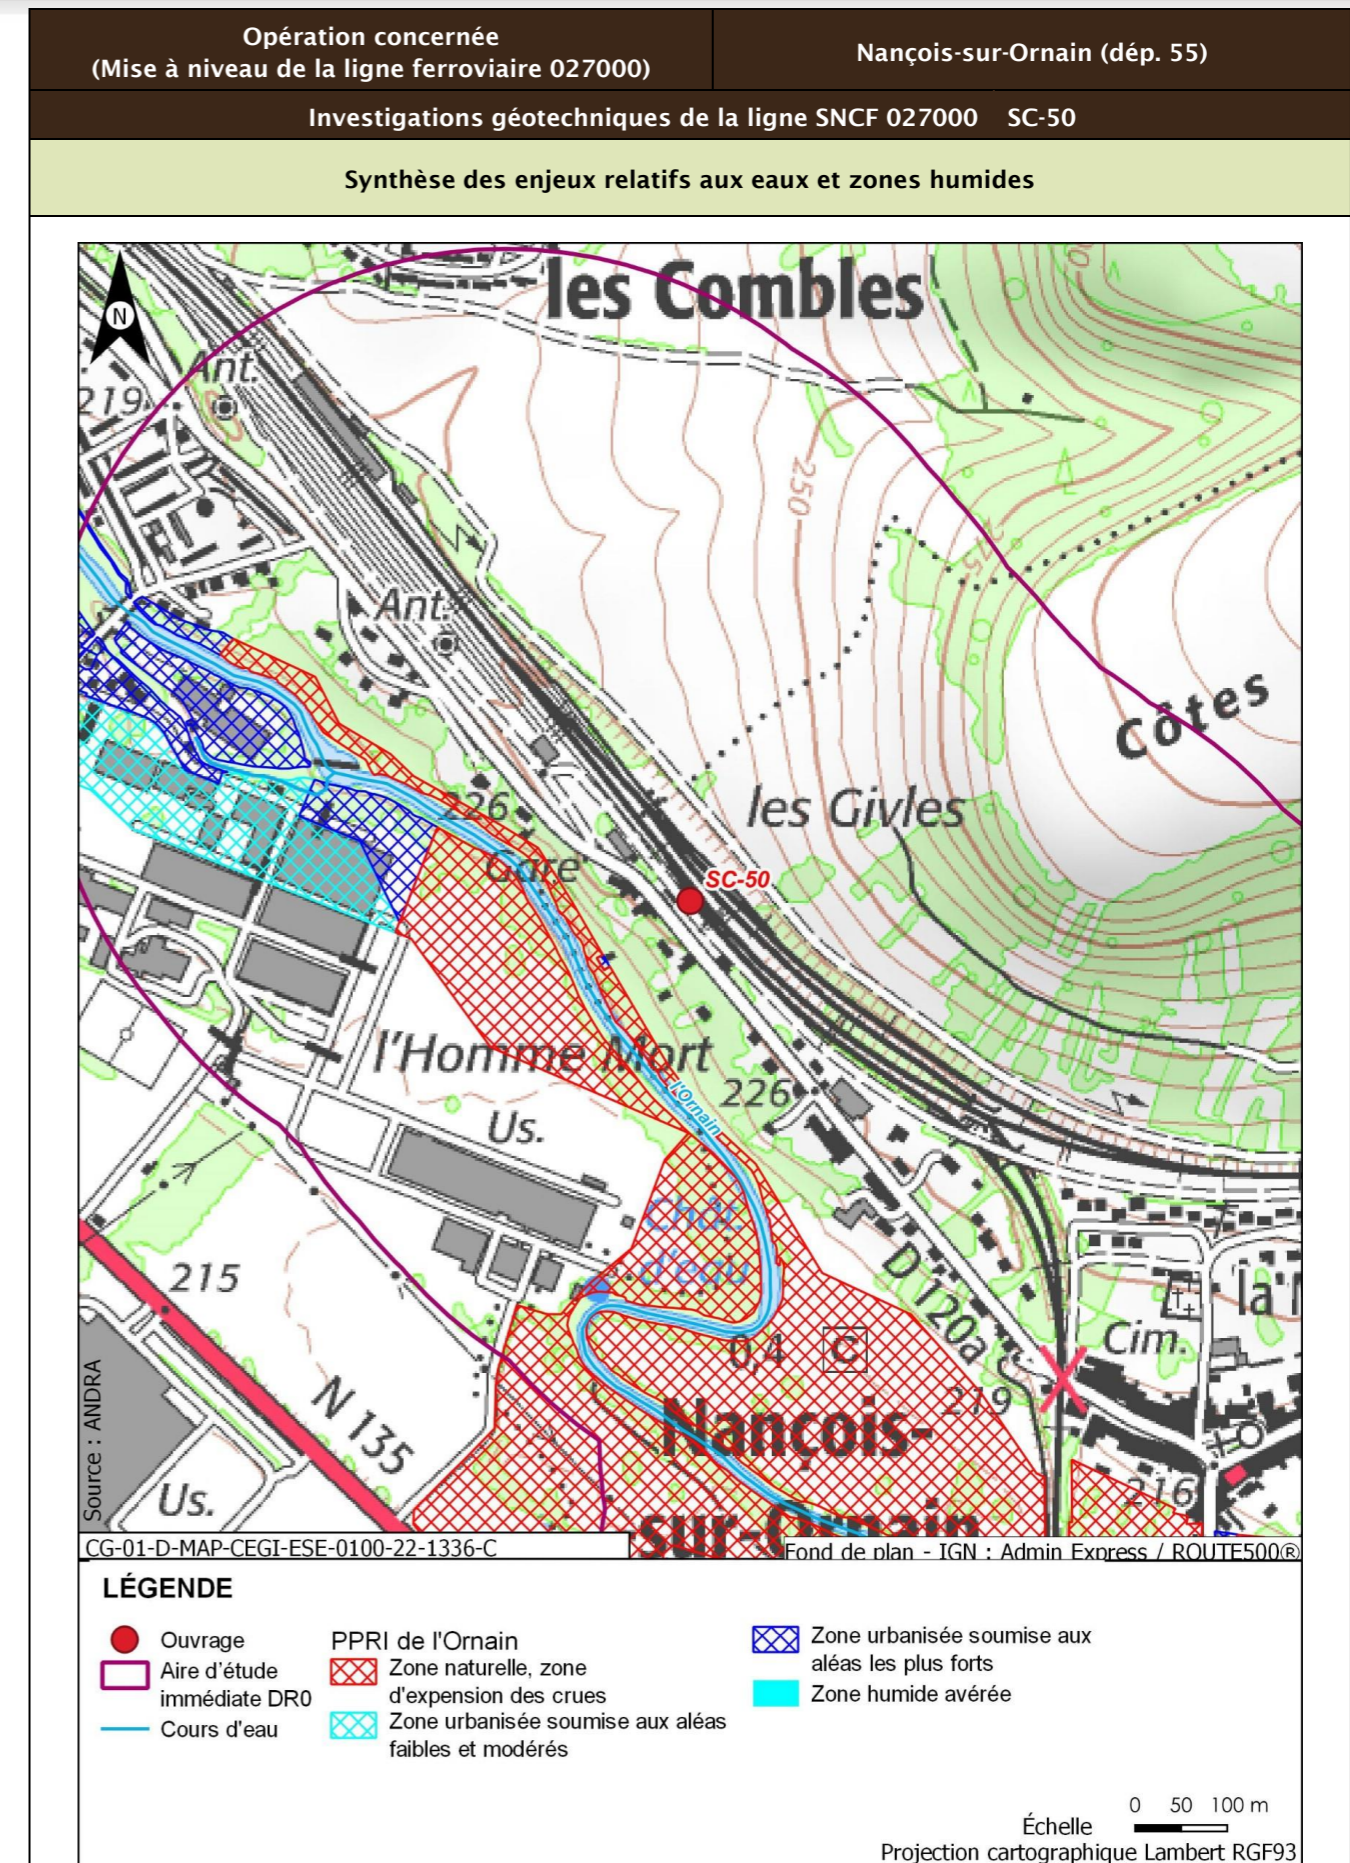 Opération concernée
(Mise à niveau de la ligne ferroviaire 027000)
Nançois-sur-Ornain (dép. 55)
Investigations géotechniques de la ligne SNCF 027000 SC-50
Synthèse des enjeux relatifs aux eaux et zones humides
les Combles
N
Ant.
219
250
275
Ant.
Côtes
les Givles
226
Gare
SC-50
l'Homme Mort
l'Ornain
226
Us.
Chât.
d'eau
215
D 120a
la
Cim.
0,4
C
219
N 135
Nançois-
sur-Ornain
216
Us.
Source : ANDRA
CG-01-D-MAP-CEGI-ESE-0100-22-1336-C
Fond de plan - IGN : Admin Express / ROUTE500®
LÉGENDE
Ouvrage
Aire d'étude
immédiate DR0
Cours d'eau
PPRI de l'Ornain
Zone naturelle, zone
d'expension des crues
Zone urbanisée soumise aux aléas
faibles et modérés
Zone urbanisée soumise aux
aléas les plus forts
Zone humide avérée
0 50 100 m
Échelle
Projection cartographique Lambert RGF93